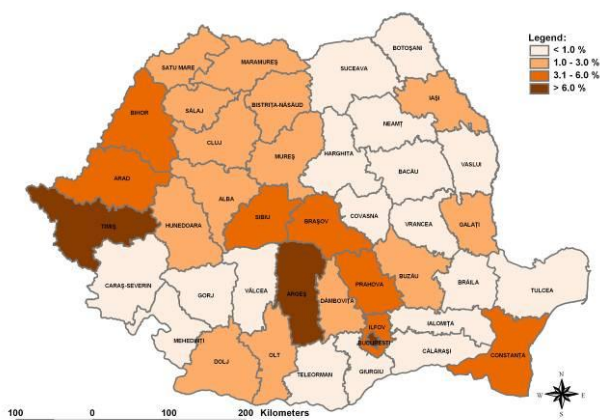 Legend:
< 1.0 %
1.0 - 3.0 %
3.1 - 6.0 %
> 6.0 %
BOTOȘANI
SUCEAVA
MARAMUREȘ
SATU MARE
IAȘI
BISTRIȚA-NĂSĂUD
SĂLAJ
BIHOR
NEAMȚ
CLUJ
MUREȘ
HARGHITA
VASLUI
BACĂU
ARAD
ALBA
SIBIU
BRAȘOV
COVASNA
VRANCEA
GALAȚI
TIMIȘ
HUNEDOARA
CARAȘ-SEVERIN
GORJ
VÂLCEA
ARGEȘ
DÂMBOVIȚA
PRAHOVA
BUZĂU
BRĂILA
TULCEA
MEHEDINȚI
DOLJ
OLT
TELEORMAN
GIURGIU
ILFOV
BUCUREȘTI
IALOMIȚA
CĂLĂRAȘI
CONSTANȚA
N
W E
S
100 0 100 200 Kilometers